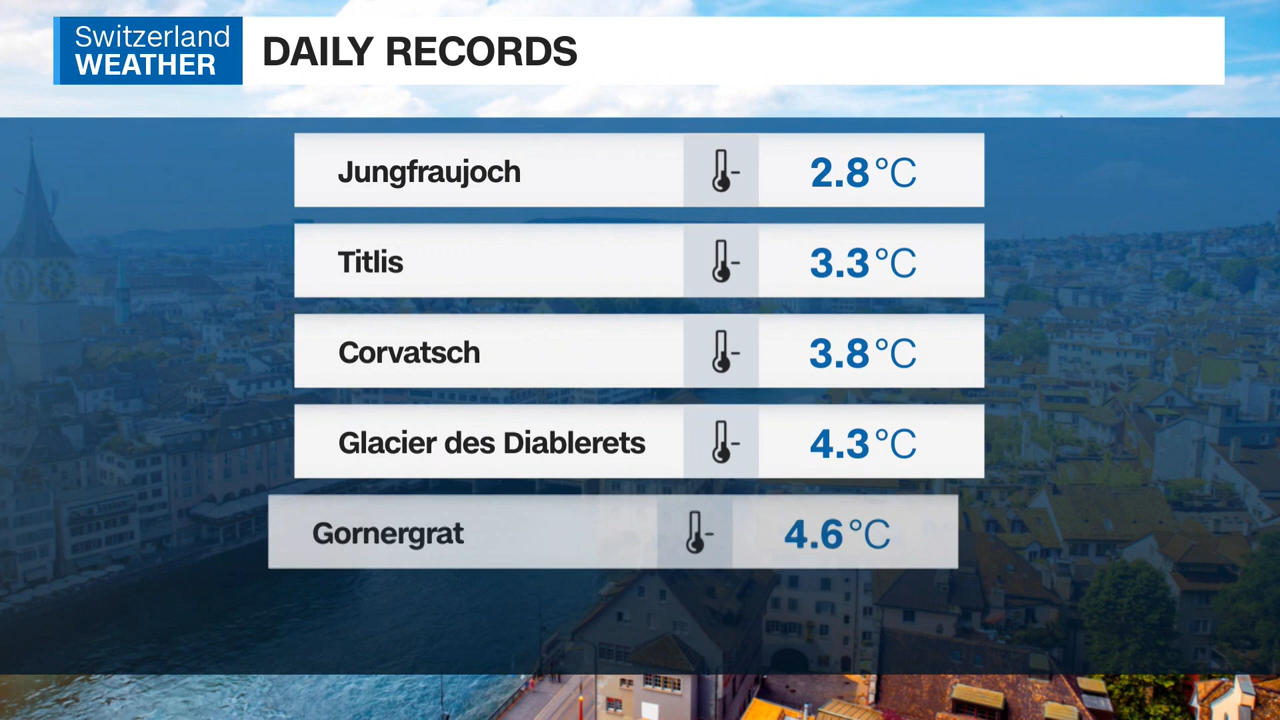 Switzerland
WEATHER
DAILY RECORDS
Jungfraujoch 2.8°C
Titlis 3.3°C
Corvatsch 3.8°C
Glacier des Diablerets 4.3°C
Gornergrat 4.6°C